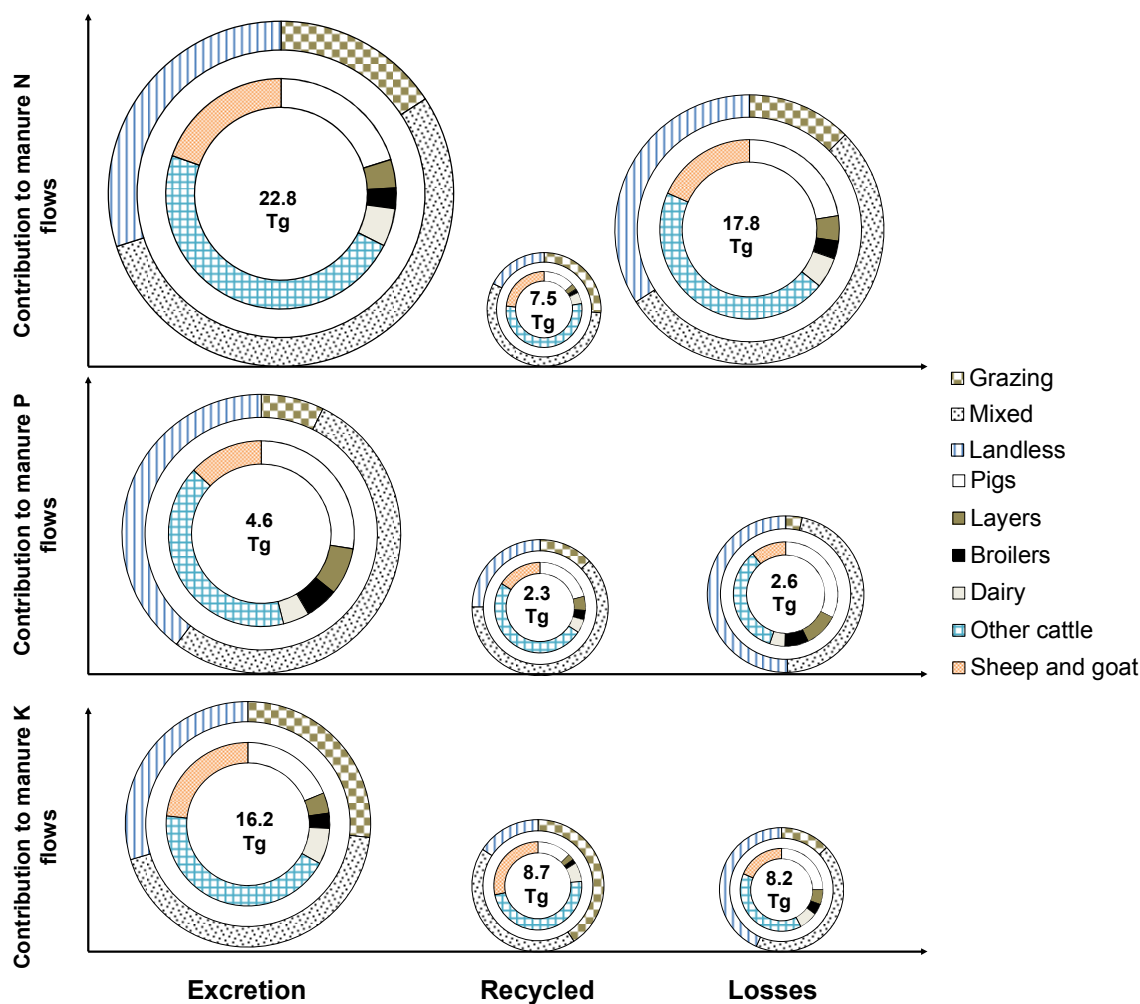 Contribution to manure N
flows
22.8
Tg
7.5
Tg
17.8
Tg
Contribution to manure P
flows
4.6
Tg
2.3
Tg
2.6
Tg
Contribution to manure K
flows
16.2
Tg
8.7
Tg
8.2
Tg
Excretion
Recycled
Losses
Grazing
Mixed
Landless
Pigs
Layers
Broilers
Dairy
Other cattle
Sheep and goat